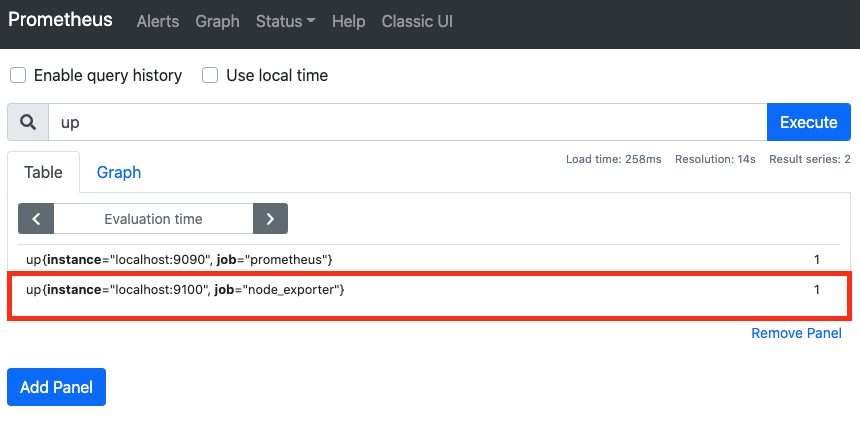 Prometheus Alerts Graph Status Help Classic UI
Enable query history Use local time
up Execute
Load time: 258ms Resolution: 14s Result series: 2
Table Graph
Evaluation time
up{instance="localhost:9090", job="prometheus"} 1
up{instance="localhost:9100", job="node_exporter"} 1
Remove Panel
Add Panel